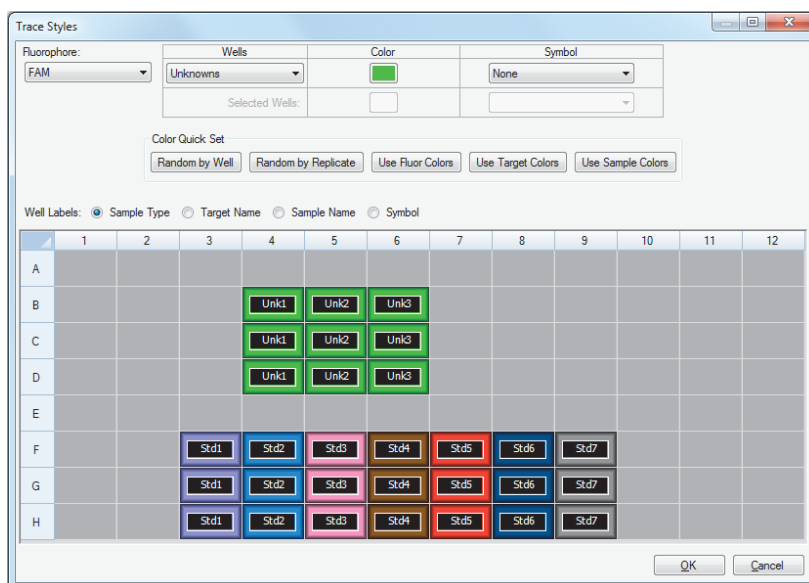 Trace Styles
Fluorophore:
Wells Color Symbol
FAM Unknowns None
Selected Wells:
Color Quick Set
Random by Well Random by Replicate Use Fluor Colors Use Target Colors Use Sample Colors
Well Labels: Sample Type Target Name Sample Name Symbol
1 2 3 4 5 6 7 8 9 10 11 12
A
B Unk1 Unk2 Unk3
C Unk1 Unk2 Unk3
D Unk1 Unk2 Unk3
E
F Std1 Std2 Std3 Std4 Std5 Std6 Std7
G Std1 Std2 Std3 Std4 Std5 Std6 Std7
H Std1 Std2 Std3 Std4 Std5 Std6 Std7
OK Cancel